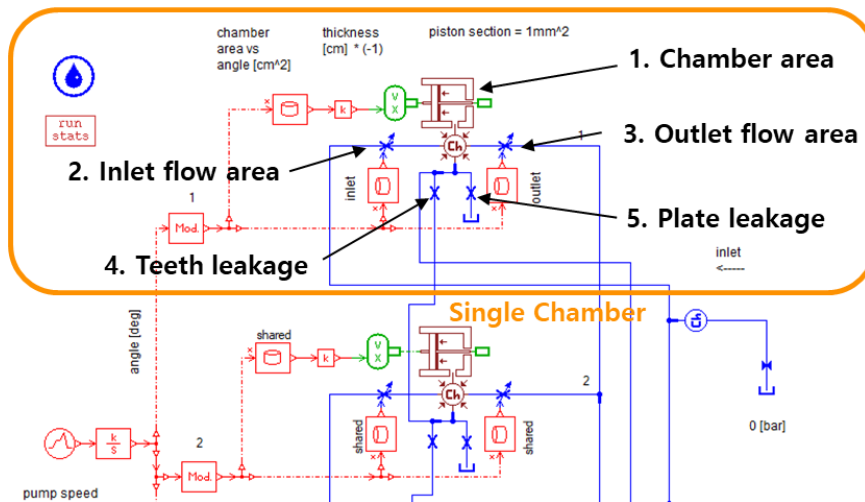 chamber
area vs
angle [cm^2]
thickness
[cm] * (-1)
piston section = 1mm^2
1. Chamber area
run
stats
k
V
X
2. Inlet flow area
Ch
3. Outlet flow area
1
inlet
outlet
1
Mod.
4. Teeth leakage
5. Plate leakage
inlet
<-----
Single Chamber
angle [deg]
shared
k
V
X
Ch
Ch
2
shared
shared
0 [bar]
k
s
2
Mod.
pump speed